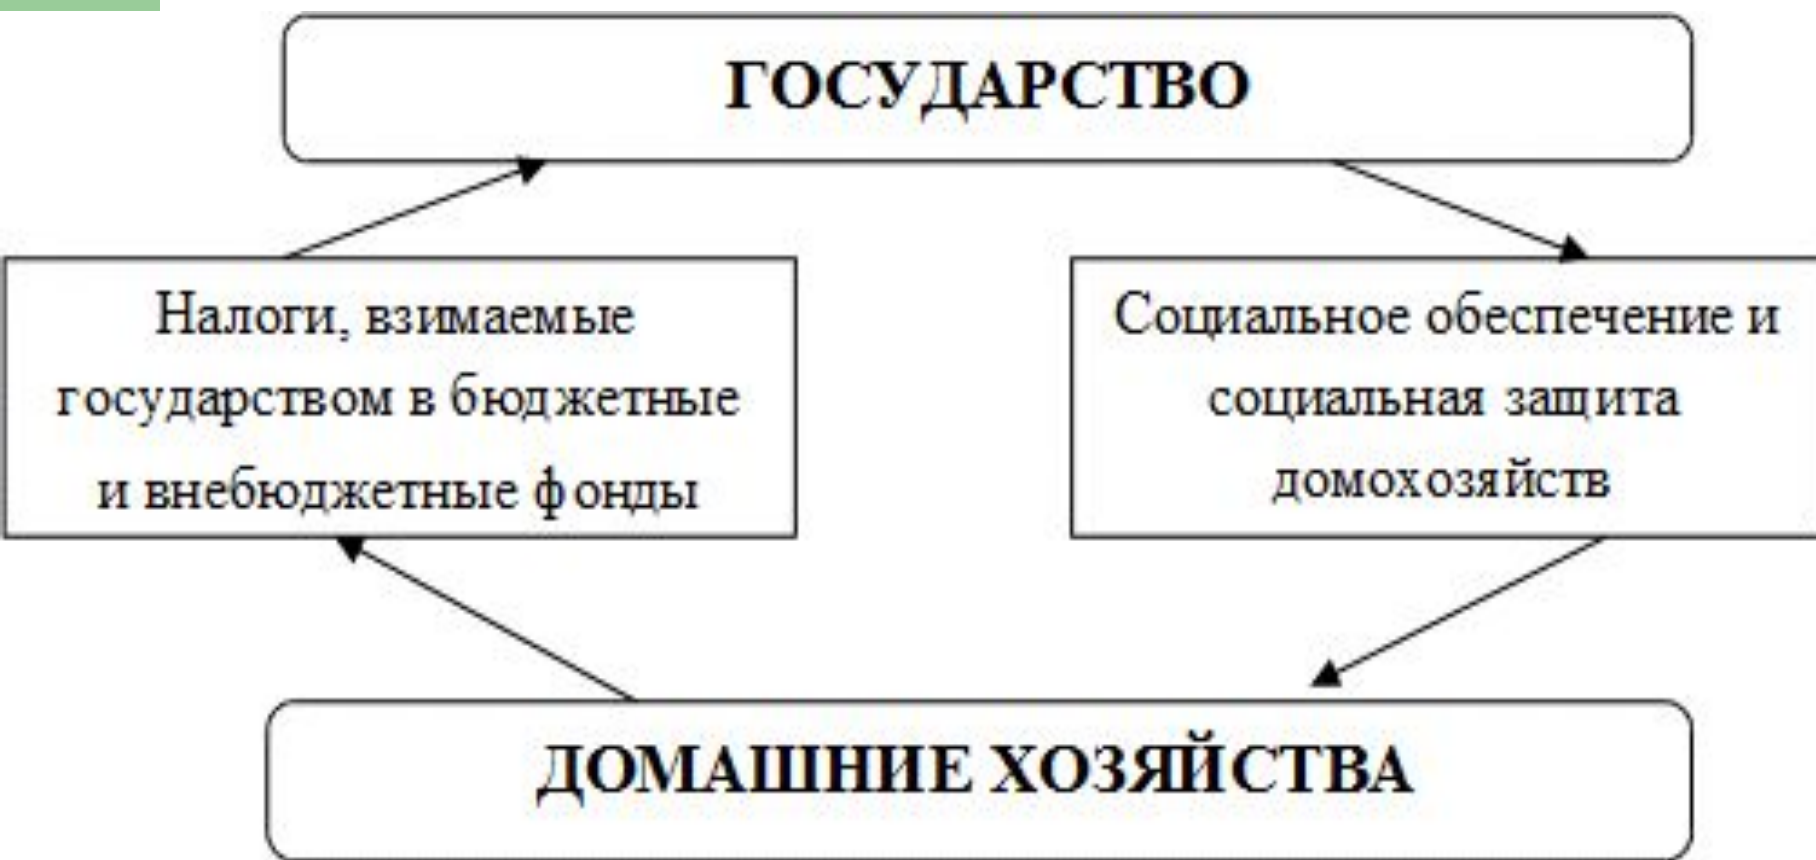 ГОСУДАРСТВО
Налоги, взимаемые
государством в бюджетные
и внебюджетные фонды
Социальное обеспечение и
социальная защита
домохозяйств
ДОМАШНИЕ ХОЗЯЙСТВА